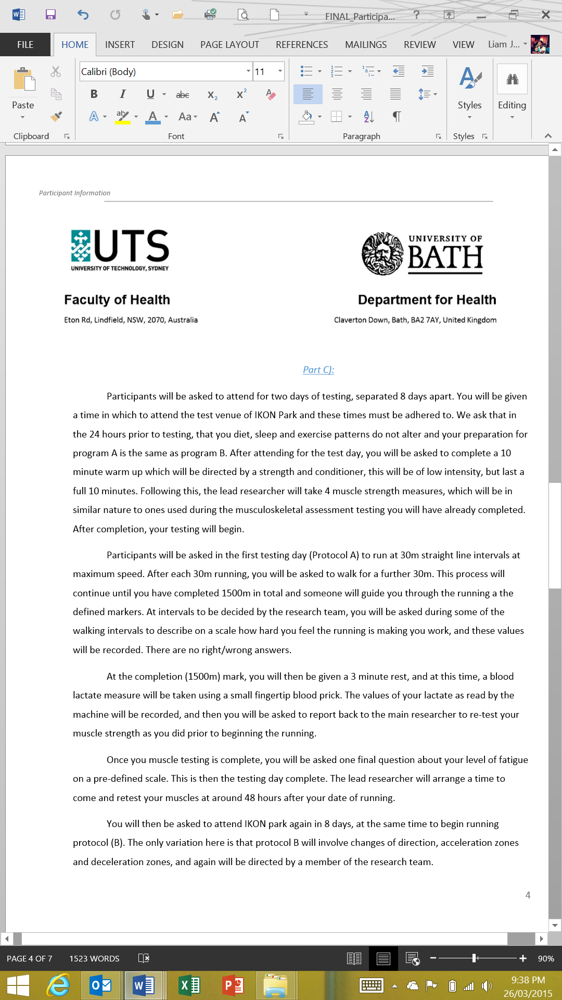 FINAL_Participa...
FILE HOME INSERT DESIGN PAGE LAYOUT REFERENCES MAILINGS REVIEW VIEW Liam J...
Calibri (Body) 11
Paste
Styles
Editing
Clipboard Font Paragraph Styles
Participant Information
UTS
UNIVERSITY OF TECHNOLOGY, SYDNEY
UNIVERSITY OF
BATH
Faculty of Health
Department for Health
Eton Rd, Lindfield, NSW, 2070, Australia
Claverton Down, Bath, BA2 7AY, United Kingdom
Part C):
Participants will be asked to attend for two days of testing, separated 8 days apart. You will be given
a time in which to attend the test venue of IKON Park and these times must be adhered to. We ask that in
the 24 hours prior to testing, that you diet, sleep and exercise patterns do not alter and your preparation for
program A is the same as program B. After attending for the test day, you will be asked to complete a 10
minute warm up which will be directed by a strength and conditioner, this will be of low intensity, but last a
full 10 minutes. Following this, the lead researcher will take 4 muscle strength measures, which will be in
similar nature to ones used during the musculoskeletal assessment testing you will have already completed.
After completion, your testing will begin.
Participants will be asked in the first testing day (Protocol A) to run at 30m straight line intervals at
maximum speed. After each 30m running, you will be asked to walk for a further 30m. This process will
continue until you have completed 1500m in total and someone will guide you through the running a the
defined markers. At intervals to be decided by the research team, you will be asked during some of the
walking intervals to describe on a scale how hard you feel the running is making you work, and these values
will be recorded. There are no right/wrong answers.
At the completion (1500m) mark, you will then be given a 3 minute rest, and at this time, a blood
lactate measure will be taken using a small fingertip blood prick. The values of your lactate as read by the
machine will be recorded, and then you will be asked to report back to the main researcher to re-test your
muscle strength as you did prior to beginning the running.
Once you muscle testing is complete, you will be asked one final question about your level of fatigue
on a pre-defined scale. This is then the testing day complete. The lead researcher will arrange a time to
come and retest your muscles at around 48 hours after your date of running.
You will then be asked to attend IKON park again in 8 days, at the same time to begin running
protocol (B). The only variation here is that protocol B will involve changes of direction, acceleration zones
and deceleration zones, and again will be directed by a member of the research team.
4
PAGE 4 OF 7 1523 WORDS 90%
9:38 PM
26/03/2015